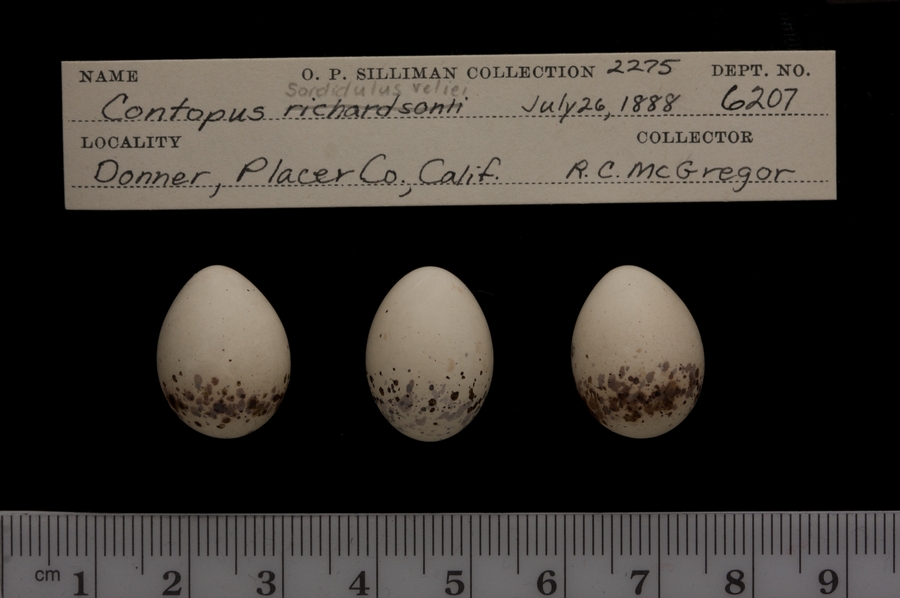 NAME O. P. SILLIMAN COLLECTION 2275 DEPT. NO.
Sordidulus veliei
Contopus richardsonii July 26, 1888 6207
LOCALITY COLLECTOR
Donner, Placer Co., Calif. R. C. McGregor
cm 1 2 3 4 5 6 7 8 9